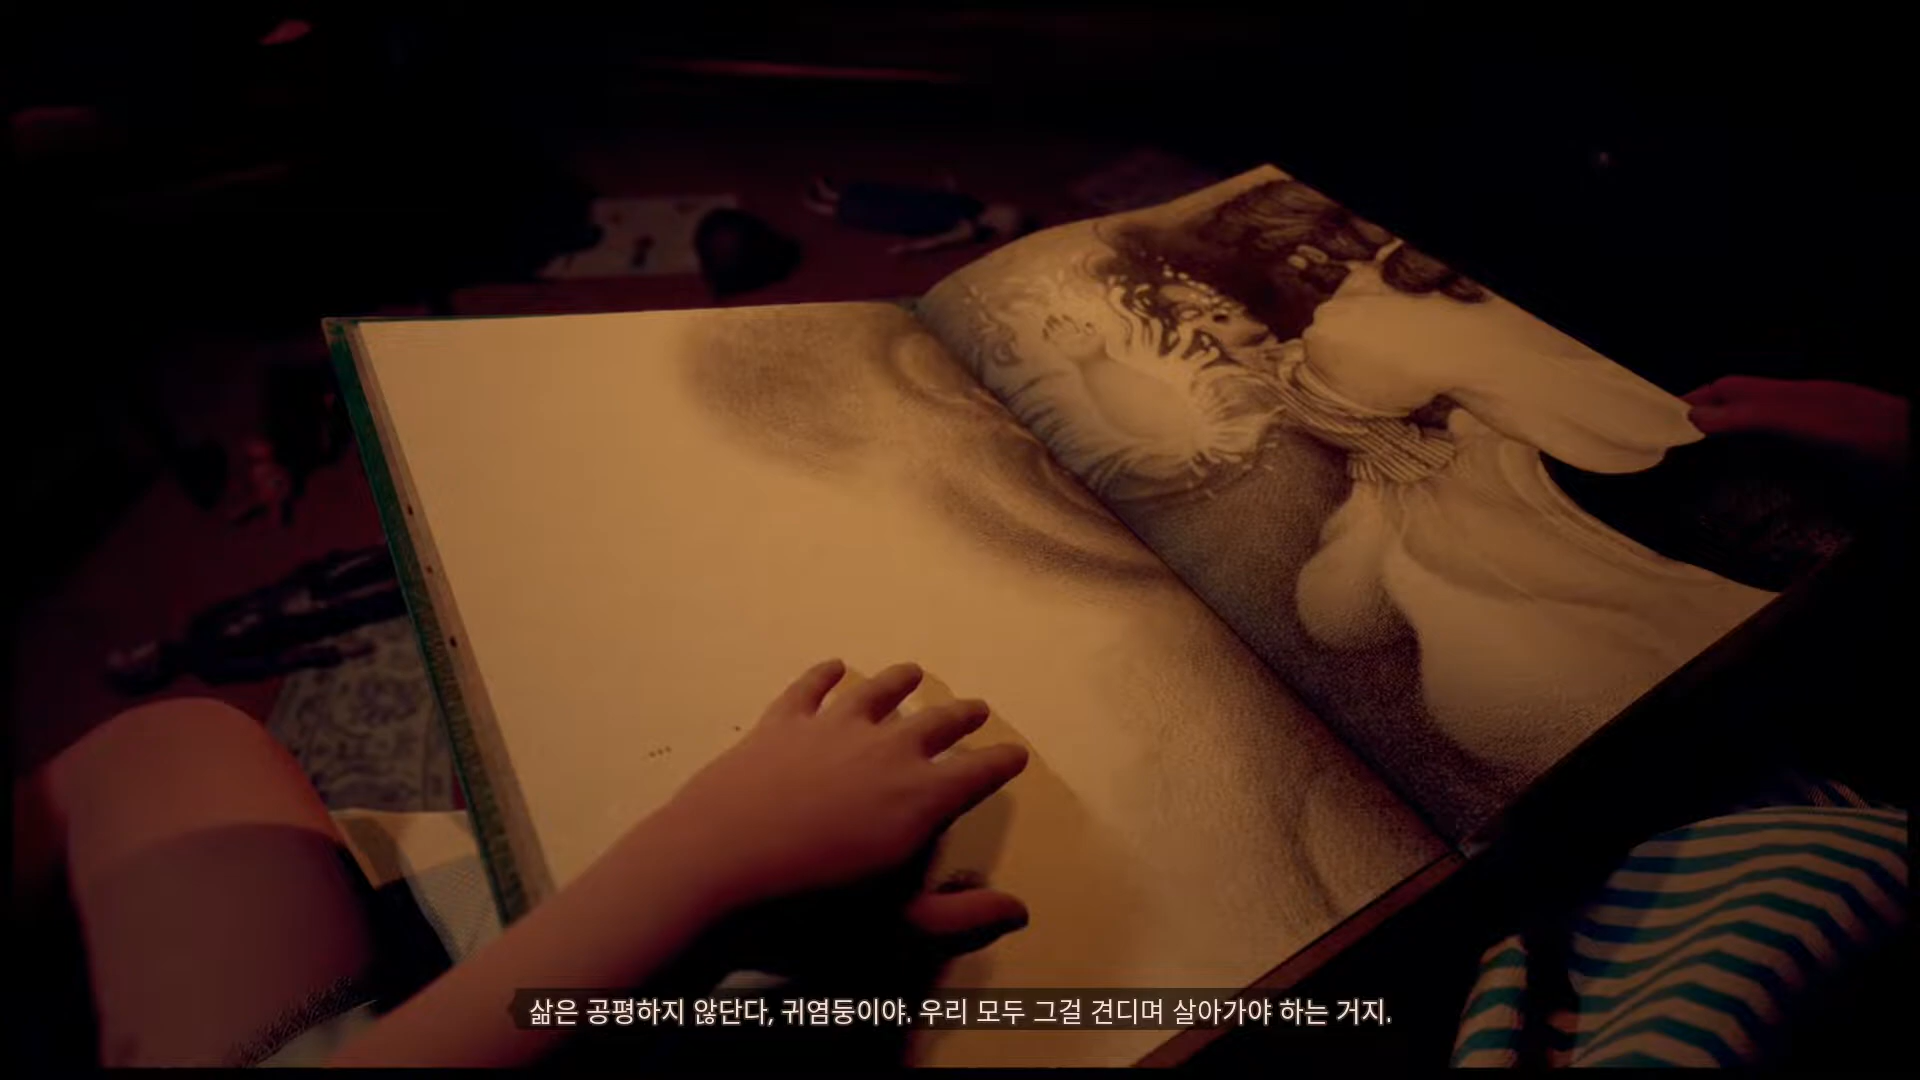 삶은 공평하지 않단다, 귀염둥이야. 우리 모두 그걸 견디며 살아가야 하는 거지.